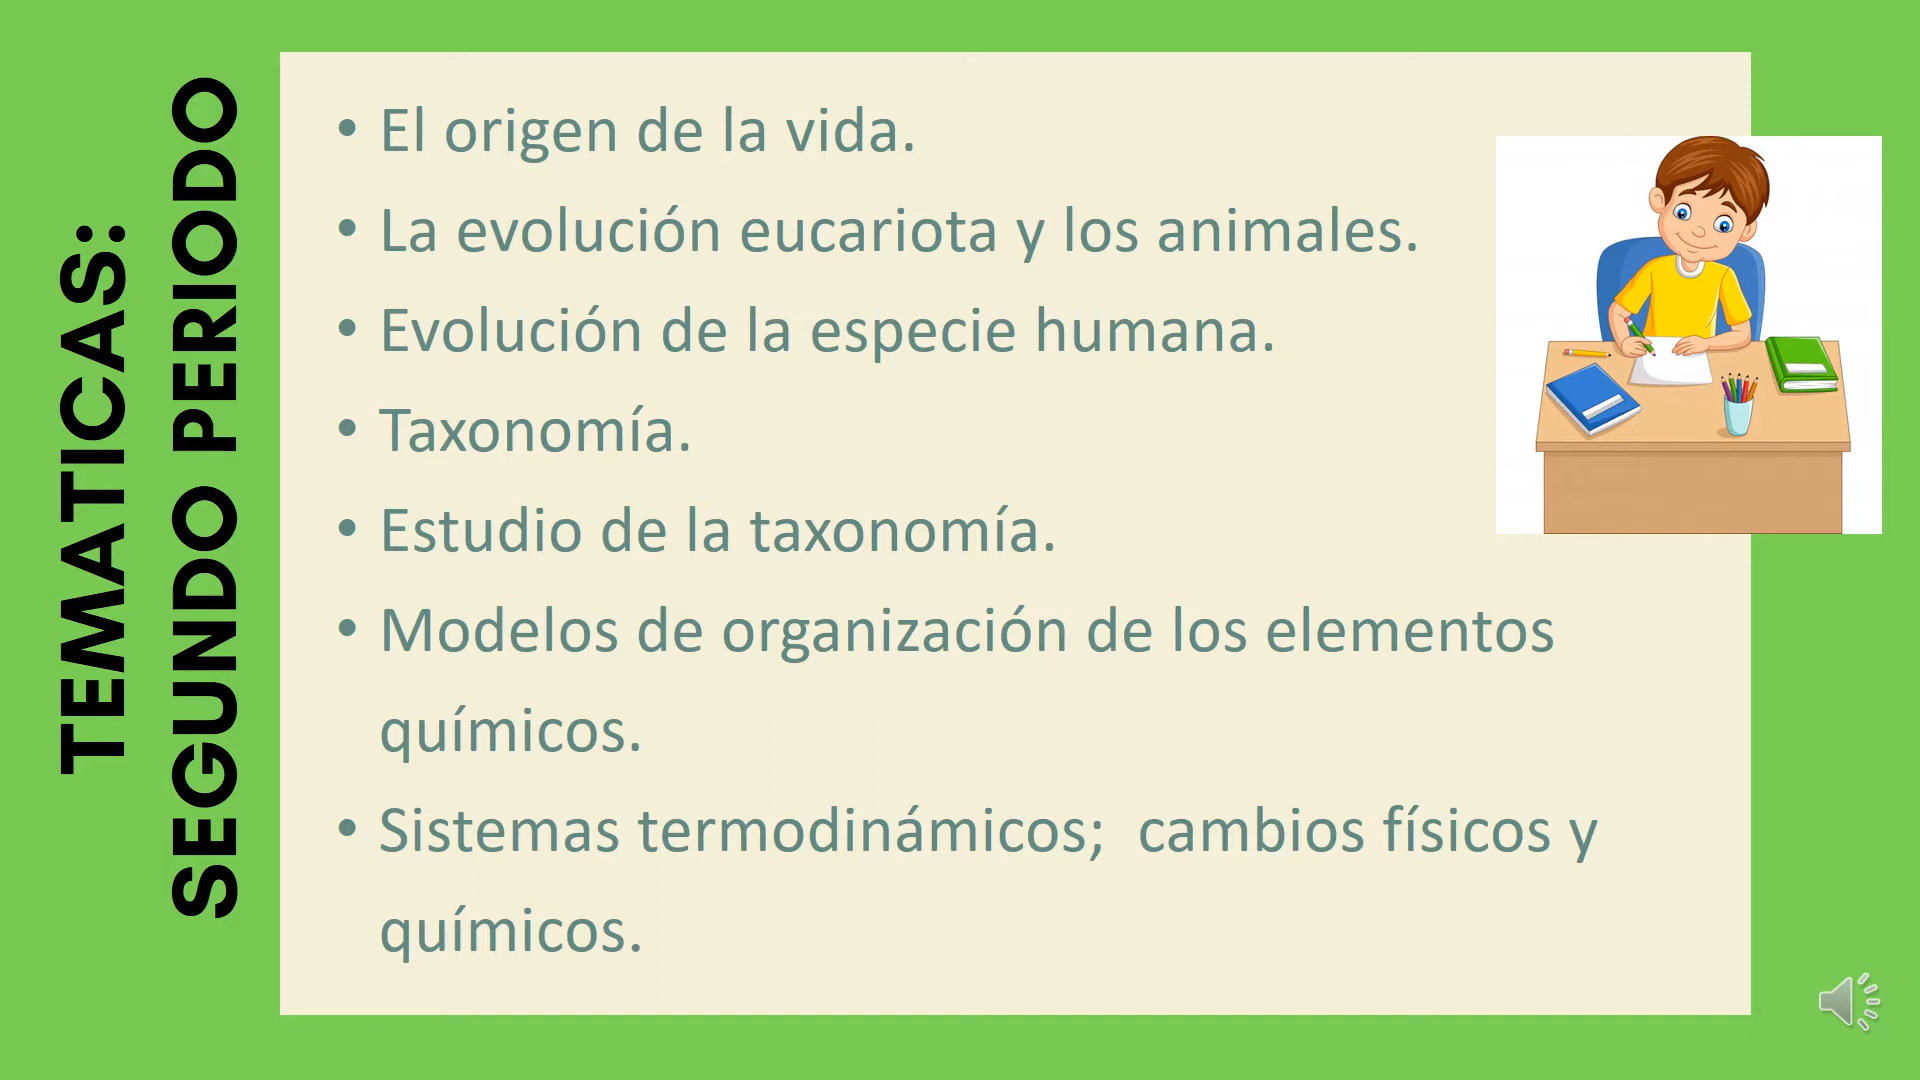 TEMATICAS:
SEGUNDO PERIODO
• El origen de la vida.
• La evolución eucariota y los animales.
• Evolución de la especie humana.
• Taxonomía.
• Estudio de la taxonomía.
• Modelos de organización de los elementos
químicos.
• Sistemas termodinámicos;  cambios físicos y
químicos.